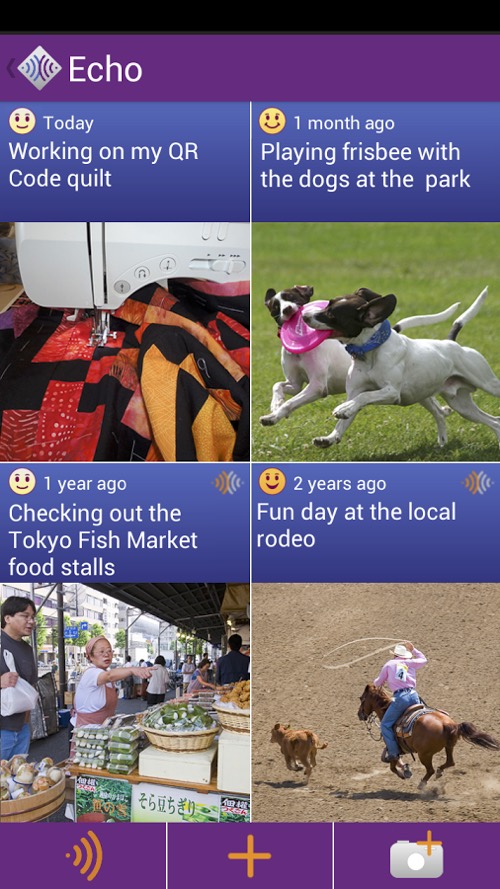 Echo
Today
Working on my QR
Code quilt
1 month ago
Playing frisbee with
the dogs at the park
1 year ago
Checking out the
Tokyo Fish Market
food stalls
2 years ago
Fun day at the local
rodeo
そら豆ちぎり